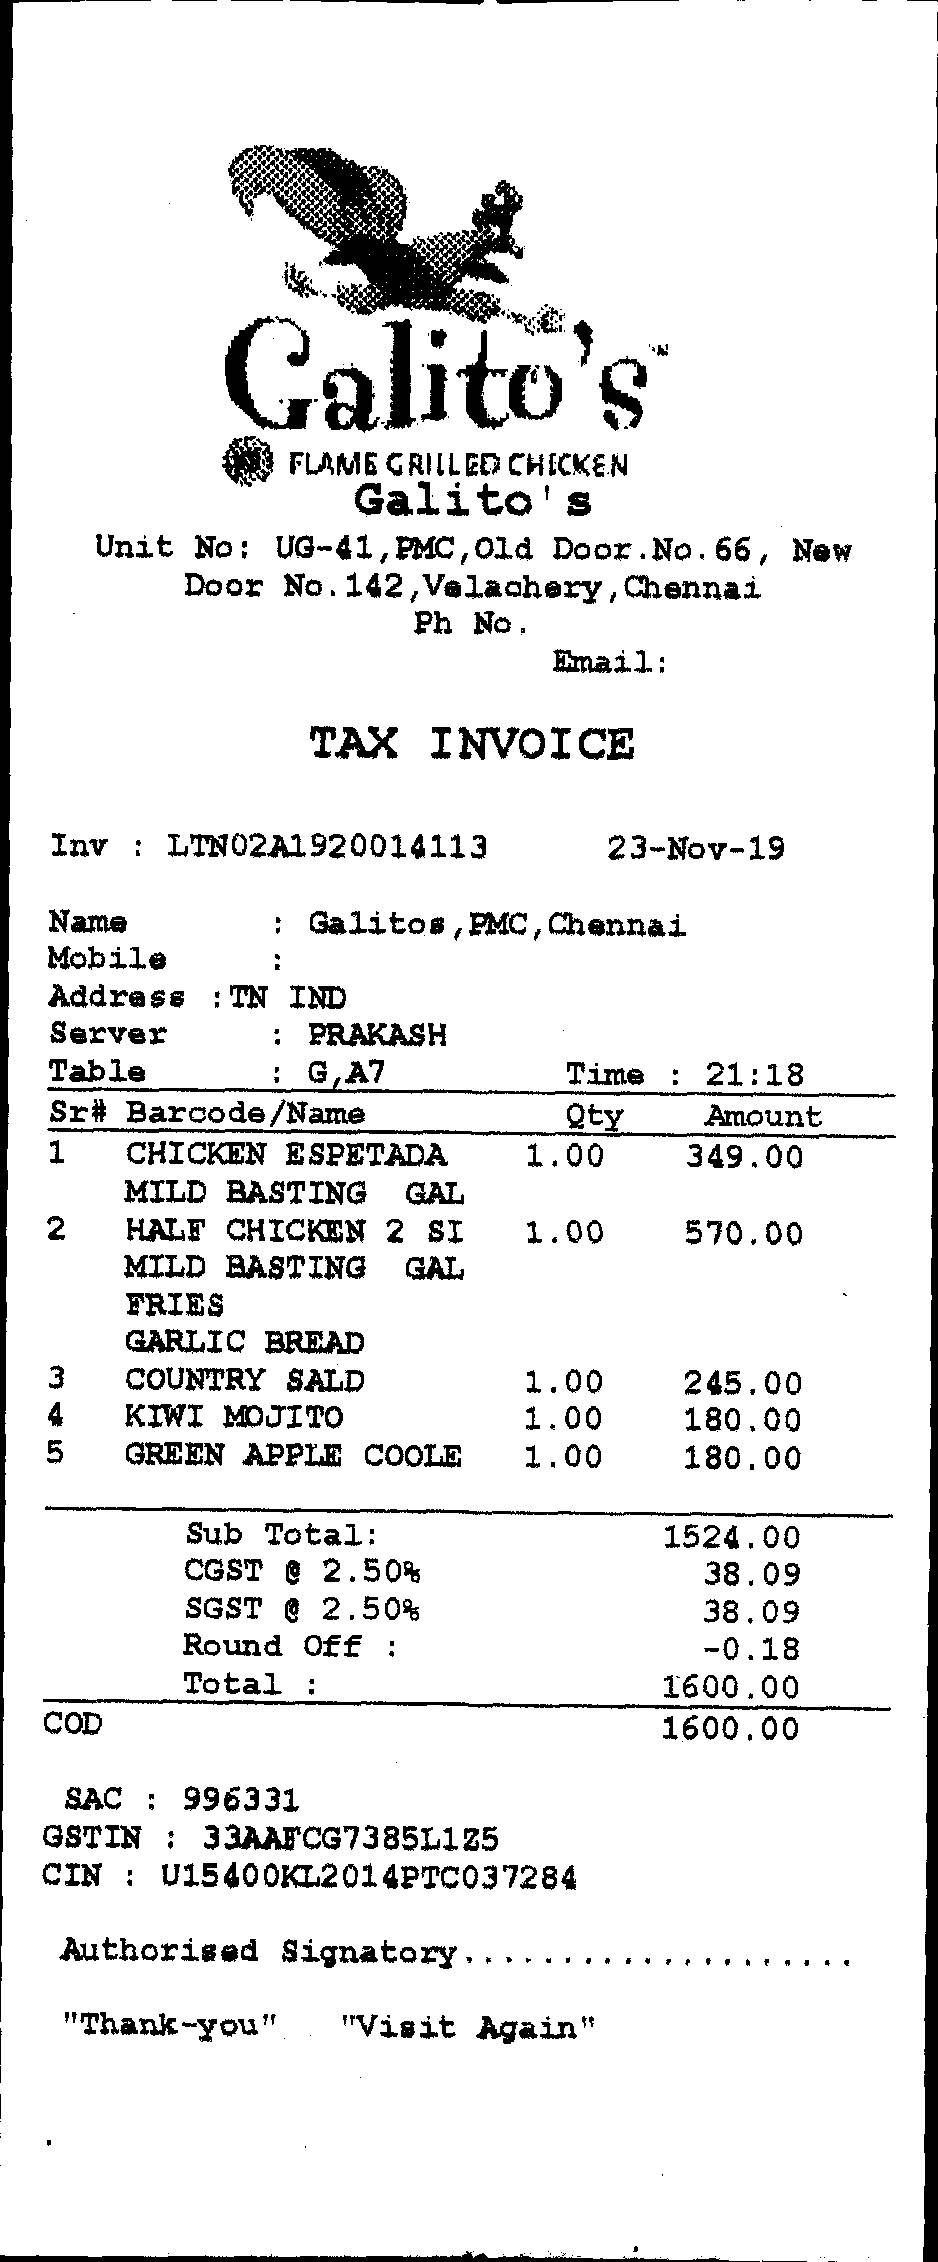 Galito's™
FLAME GRILLED CHICKEN
Galito's
Unit No: UG-41,PMC,Old Door.No.66, New
Door No.142,Velachery,Chennai
Ph No.
Email:
TAX INVOICE
Inv : LTN02A1920014113 23-Nov-19
Name : Galitos,PMC,Chennai
Mobile :
Address :TN IND
Server : PRAKASH
Table : G,A7 Time : 21:18
Sr# Barcode/Name Qty Amount
1 CHICKEN ESPETADA 1.00 349.00
MILD BASTING GAL
2 HALF CHICKEN 2 SI 1.00 570.00
MILD BASTING GAL
FRIES
GARLIC BREAD
3 COUNTRY SALD 1.00 245.00
4 KIWI MOJITO 1.00 180.00
5 GREEN APPLE COOLE 1.00 180.00
Sub Total: 1524.00
CGST @ 2.50% 38.09
SGST @ 2.50% 38.09
Round Off : -0.18
Total : 1600.00
COD 1600.00
SAC : 996331
GSTIN : 33AAFCG7385L1Z5
CIN : U15400KL2014PTC037284
Authorised Signatory....................
"Thank-you" "Visit Again"